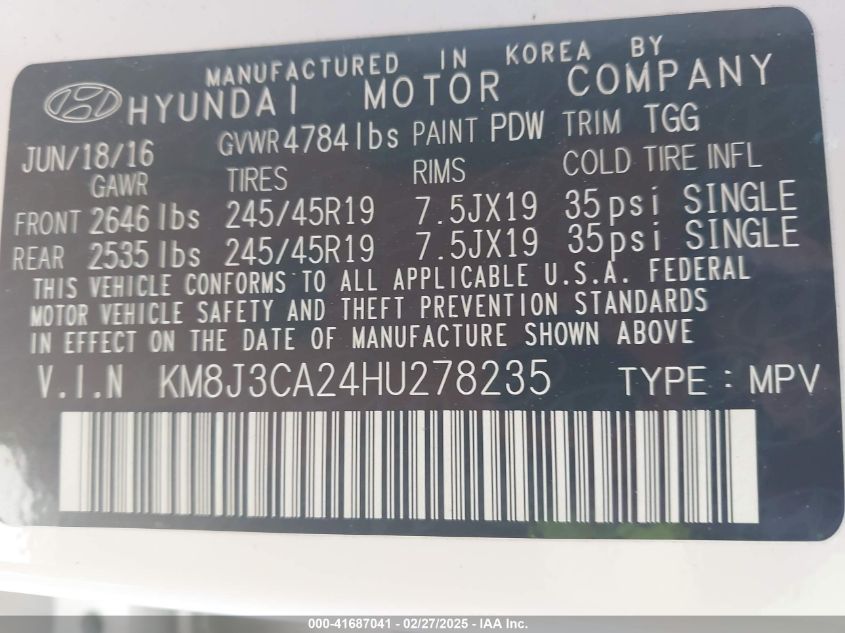 MANUFACTURED IN KOREA BY
HYUNDAI MOTOR COMPANY
JUN/18/16 GVWR 4784 lbs PAINT PDW TRIM TGG
GAWR TIRES RIMS COLD TIRE INFL
FRONT 2646 lbs 245/45R19 7.5JX19 35psi SINGLE
REAR 2535 lbs 245/45R19 7.5JX19 35psi SINGLE
THIS VEHICLE CONFORMS TO ALL APPLICABLE U.S.A. FEDERAL
MOTOR VEHICLE SAFETY AND THEFT PREVENTION STANDARDS
IN EFFECT ON THE DATE OF MANUFACTURE SHOWN ABOVE
V.I.N KM8J3CA24HU278235 TYPE : MPV
000-41687041 - 02/27/2025 - IAA Inc.